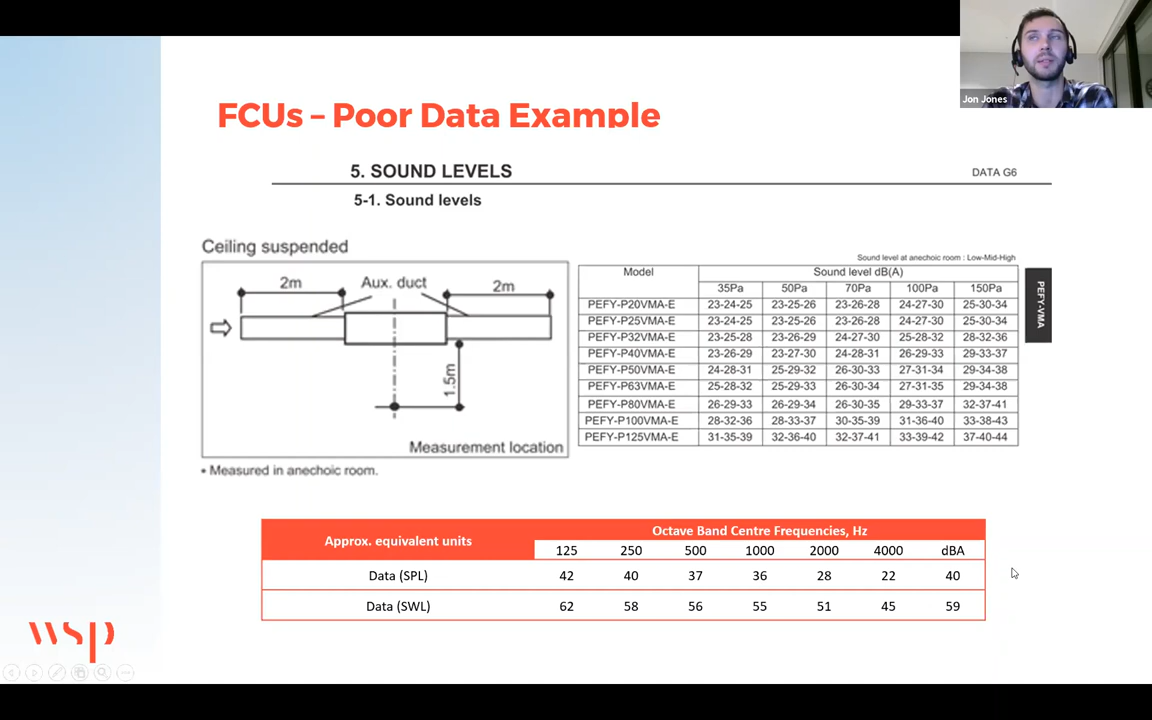 Jon Jones
FCUs – Poor Data Example
5. SOUND LEVELS
DATA G6
5-1. Sound levels
Ceiling suspended
2m
Aux. duct
2m
1.5m
Measurement location
• Measured in anechoic room.
Sound level at anechoic room : Low-Mid-High
Model Sound level dB(A)
35Pa 50Pa 70Pa 100Pa 150Pa
PEFY-P20VMA-E 23-24-25 23-25-26 23-26-28 24-27-30 25-30-34
PEFY-P25VMA-E 23-24-25 23-25-26 23-26-28 24-27-30 25-30-34
PEFY-P32VMA-E 23-25-28 23-26-29 24-27-30 25-28-32 28-32-36
PEFY-P40VMA-E 23-26-29 23-27-30 24-28-31 26-29-33 29-33-37
PEFY-P50VMA-E 24-28-31 25-29-32 26-30-33 27-31-34 29-34-38
PEFY-P63VMA-E 25-28-32 25-29-33 26-30-34 27-31-35 29-34-38
PEFY-P80VMA-E 26-29-33 26-29-34 26-30-35 29-33-37 32-37-41
PEFY-P100VMA-E 28-32-36 28-33-37 30-35-39 31-36-40 33-38-43
PEFY-P125VMA-E 31-35-39 32-36-40 32-37-41 33-39-42 37-40-44
PEFY-VMA
Approx. equivalent units Octave Band Centre Frequencies, Hz
125 250 500 1000 2000 4000 dBA
Data (SPL) 42 40 37 36 28 22 40
Data (SWL) 62 58 56 55 51 45 59
wsp